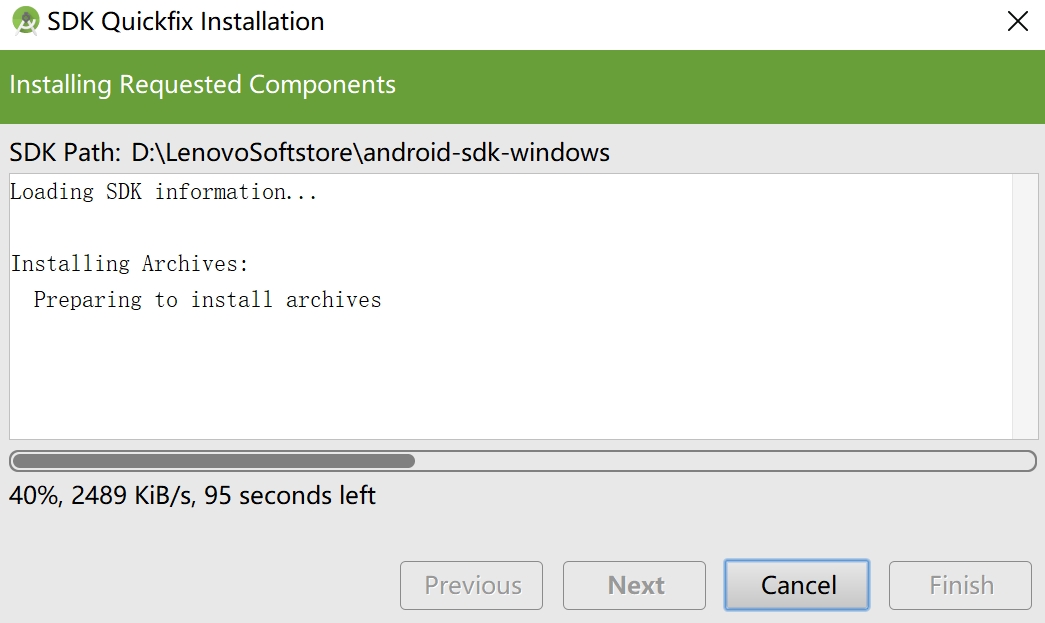 SDK Quickfix Installation
Installing Requested Components
SDK Path: D:\LenovoSoftstore\android-sdk-windows
Loading SDK information...
Installing Archives:
Preparing to install archives
40%, 2489 KiB/s, 95 seconds left
Previous Next Cancel Finish